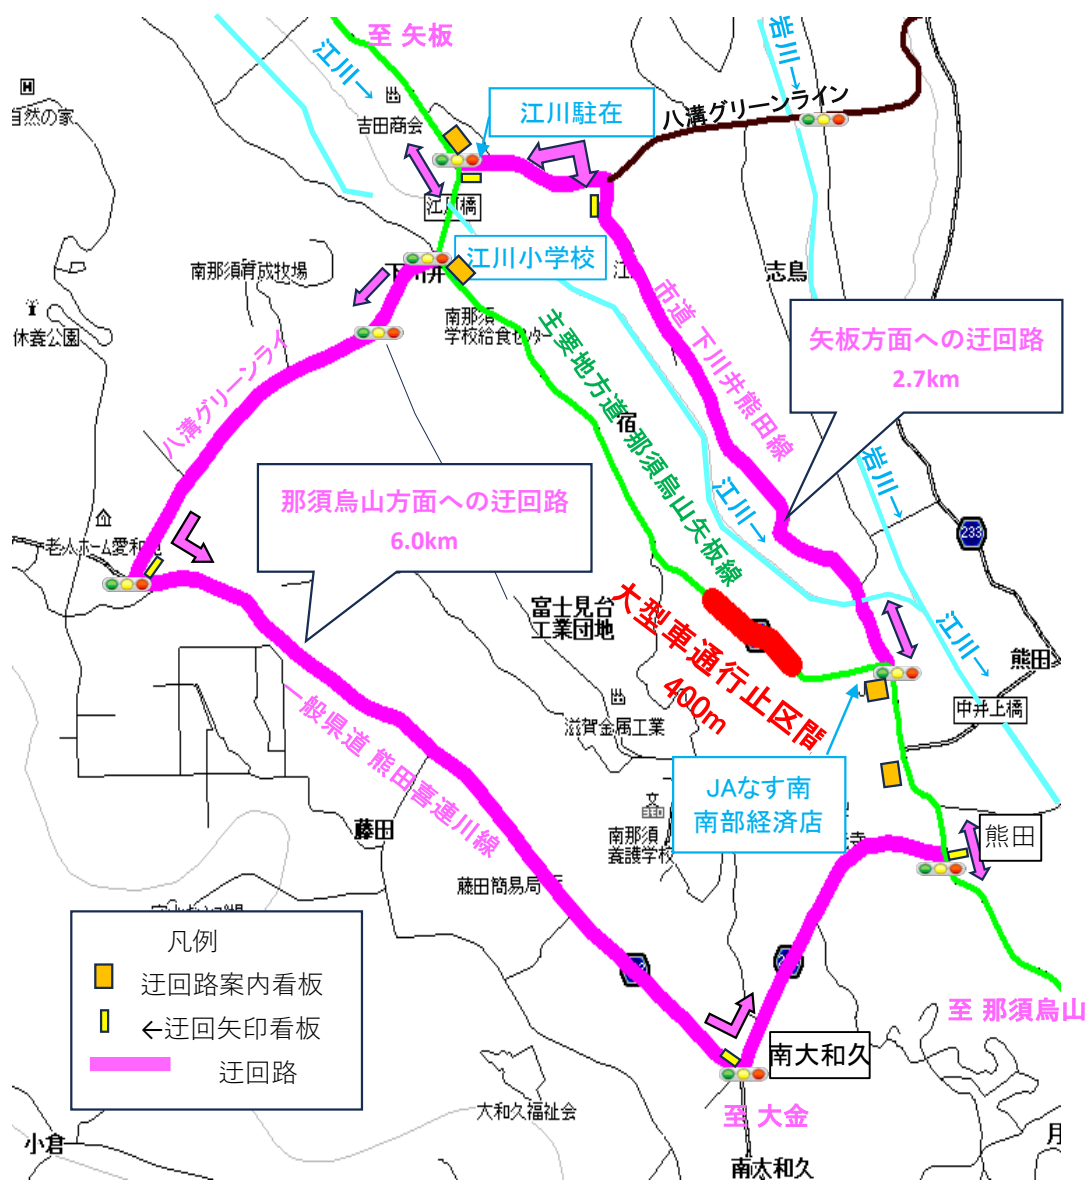 至 矢板
江川→
岩川→
自然の家
吉田商会
江川駐在
八溝グリーンライン
江川橋
南那須育成牧場
下川井
江川小学校
志鳥
休養公園
南那須
学校給食センター
市道 下川井熊田線
主要地方道 那須烏山矢板線
矢板方面への迂回路
2.7km
八溝グリーンライ
宿
江川→
岩川→
那須烏山方面への迂回路
6.0km
233
老人ホーム愛和苑
富士見台
工業団地
大型車通行止区間
400m
江川→
熊田
中井上橋
滋賀金属工業
一般県道 熊田喜連川線
JAなす南
南部経済店
藤田
南那須
養護学校
寺
熊田
藤田簡易局
凡例
迂回路案内看板
←迂回矢印看板
迂回路
至 那須烏山
南大和久
至 大金
大和久福祉会
小倉
南大和久
月